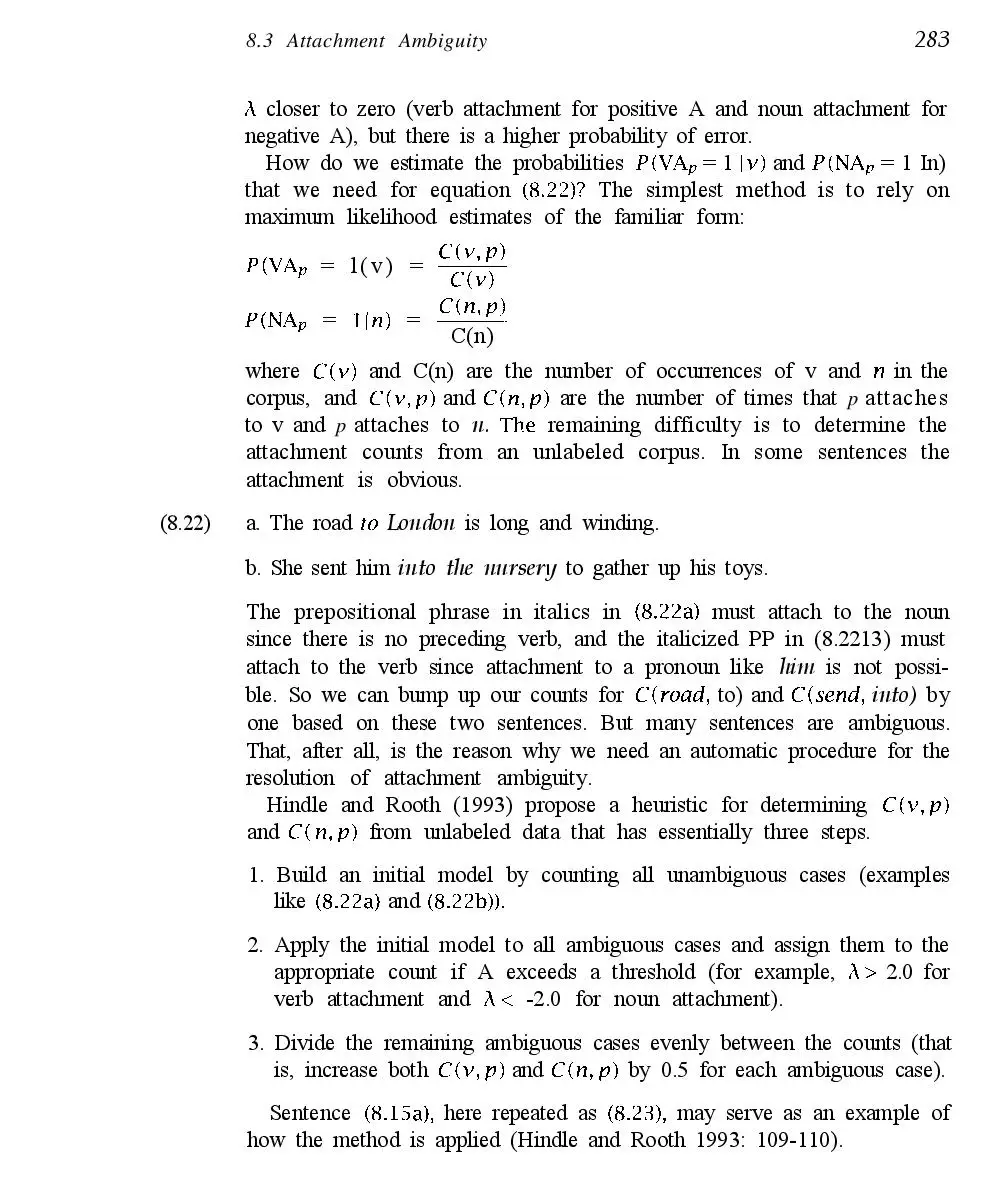 8.3 Attachment Ambiguity 283
λ closer to zero (verb attachment for positive A and noun attachment for
negative A), but there is a higher probability of error.
How do we estimate the probabilities P(VAp = 1 | v) and P(NAp = 1 In)
that we need for equation (8.22)? The simplest method is to rely on
maximum likelihood estimates of the familiar form:
P(VAp = 1(v) = C(v,p) / C(v)
P(NAp = 1|n) = C(n,p) / C(n)
where C(v) and C(n) are the number of occurrences of v and n in the
corpus, and C(v,p) and C(n,p) are the number of times that p attaches
to v and p attaches to n. The remaining difficulty is to determine the
attachment counts from an unlabeled corpus. In some sentences the
attachment is obvious.
(8.22) a. The road to London is long and winding.
b. She sent him into the nursery to gather up his toys.
The prepositional phrase in italics in (8.22a) must attach to the noun
since there is no preceding verb, and the italicized PP in (8.2213) must
attach to the verb since attachment to a pronoun like him is not possi-
ble. So we can bump up our counts for C(road, to) and C(send, into) by
one based on these two sentences. But many sentences are ambiguous.
That, after all, is the reason why we need an automatic procedure for the
resolution of attachment ambiguity.
Hindle and Rooth (1993) propose a heuristic for determining C(v,p)
and C(n,p) from unlabeled data that has essentially three steps.
1. Build an initial model by counting all unambiguous cases (examples
like (8.22a) and (8.22b)).
2. Apply the initial model to all ambiguous cases and assign them to the
appropriate count if A exceeds a threshold (for example, λ > 2.0 for
verb attachment and λ < -2.0 for noun attachment).
3. Divide the remaining ambiguous cases evenly between the counts (that
is, increase both C(v,p) and C(n,p) by 0.5 for each ambiguous case).
Sentence (8.15a), here repeated as (8.23), may serve as an example of
how the method is applied (Hindle and Rooth 1993: 109-110).